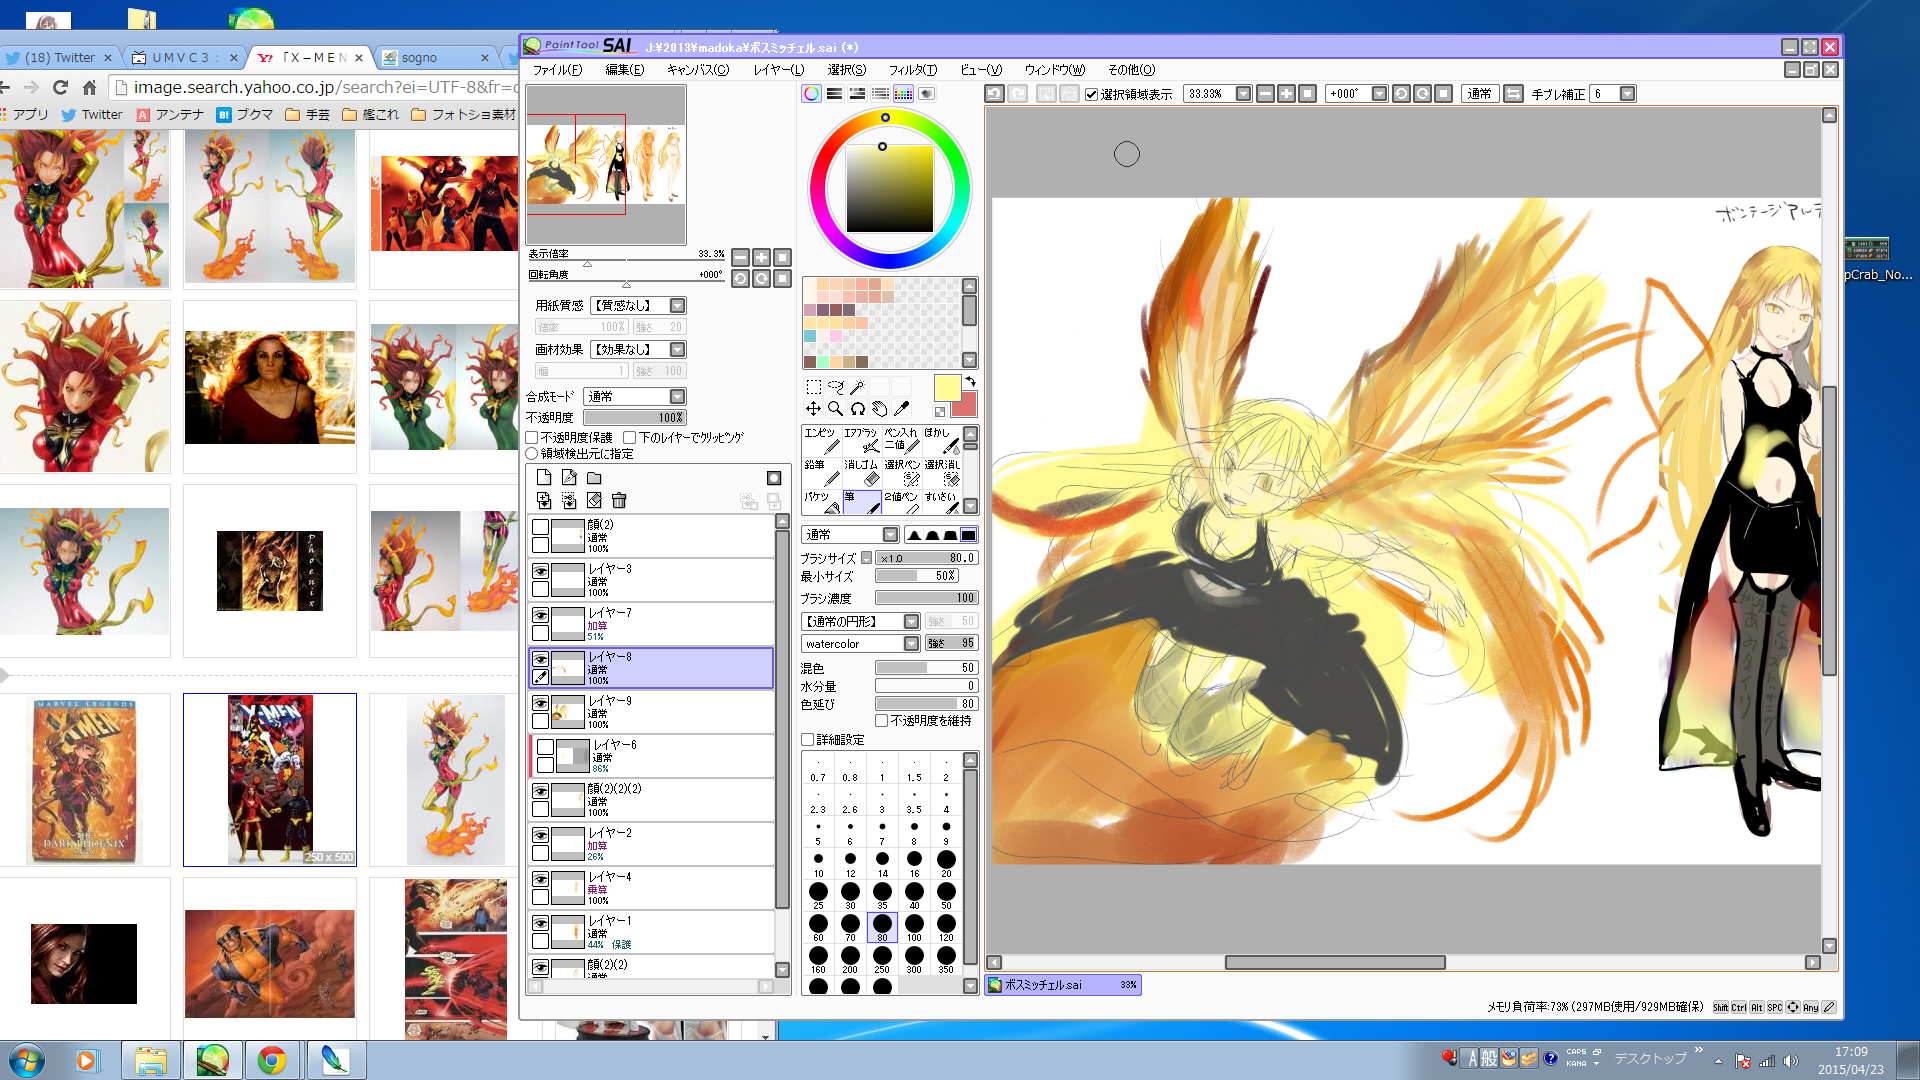 (18) Twitter
ＵＭＶＣ３：
「Ｘ－ＭＥＮ
sogno
image.search.yahoo.co.jp/search?ei=UTF-8&fr=c
アプリ
Twitter
アンテナ
ブクマ
手芸
艦これ
フォトショ素材
MARVEL LEGENDS
X-MEN
THE DARK PHOENIX SAGA
Phoenix
250 x 500
PaintTool SAI
J:¥2013¥madoka¥ボスミッチェル.sai (*)
ファイル(F)
編集(E)
キャンバス(C)
レイヤー(L)
選択(S)
フィルタ(T)
ビュー(V)
ウィンドウ(W)
その他(O)
選択領域表示
33.33%
+000°
通常
手ブレ補正
6
表示倍率
33.3%
回転角度
+000°
用紙質感
【質感なし】
倍率
100%
強さ
20
画材効果
【効果なし】
幅
1
強さ
100
合成モード
通常
不透明度
100%
不透明度保護
下のレイヤーでクリッピング
領域検出元に指定
顔(2)
通常
100%
レイヤー3
通常
100%
レイヤー7
加算
51%
レイヤー8
通常
100%
レイヤー9
通常
100%
レイヤー6
通常
86%
顔(2)(2)(2)
通常
100%
レイヤー2
加算
26%
レイヤー4
乗算
100%
レイヤー1
通常
44% 保護
顔(2)(2)
通常
エンピツ
エアブラシ
ペン入れ
二値
ぼかし
鉛筆
消しゴム
選択ペン
選択消し
バケツ
筆
2値ペン
すいさい
通常
ブラシサイズ
x1.0
80.0
最小サイズ
50%
ブラシ濃度
100
【通常の円形】
強さ
50
watercolor
強さ
95
混色
50
水分量
0
色延び
80
不透明度を維持
詳細設定
0.7 0.8 1 1.5 2
2.3 2.6 3 3.5 4
5 6 7 8 9
10 12 14 16 20
25 30 35 40 50
60 70 80 100 120
160 200 250 300 350
ボンテージアルテ
ボスミッチェル.sai
33%
メモリ負荷率:73% (297MB使用/929MB確保)
Shift Ctrl Alt SPC Any
pCrab_No...
A 般
CAPS
KANA
デスクトップ
17:09
2015/04/23